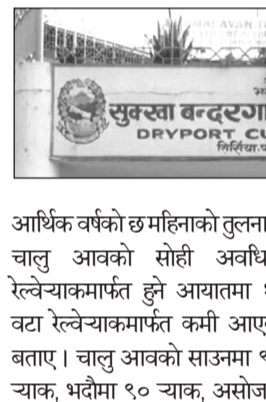 सुक्खा बन्दरगा
DRYPORT CU
सिर्सिया.प
आर्थिक वर्षको छ महिनाको तुलना
चालु आवको सोही अवधि
रेल्वेर्‍याकमार्फत हुने आयातमा
वटा रेल्वेर्‍याकमार्फत कमी आए
बताए । चालु आवको साउनमा ९
र्‍याक, भदौमा ९० र्‍याक, असोज